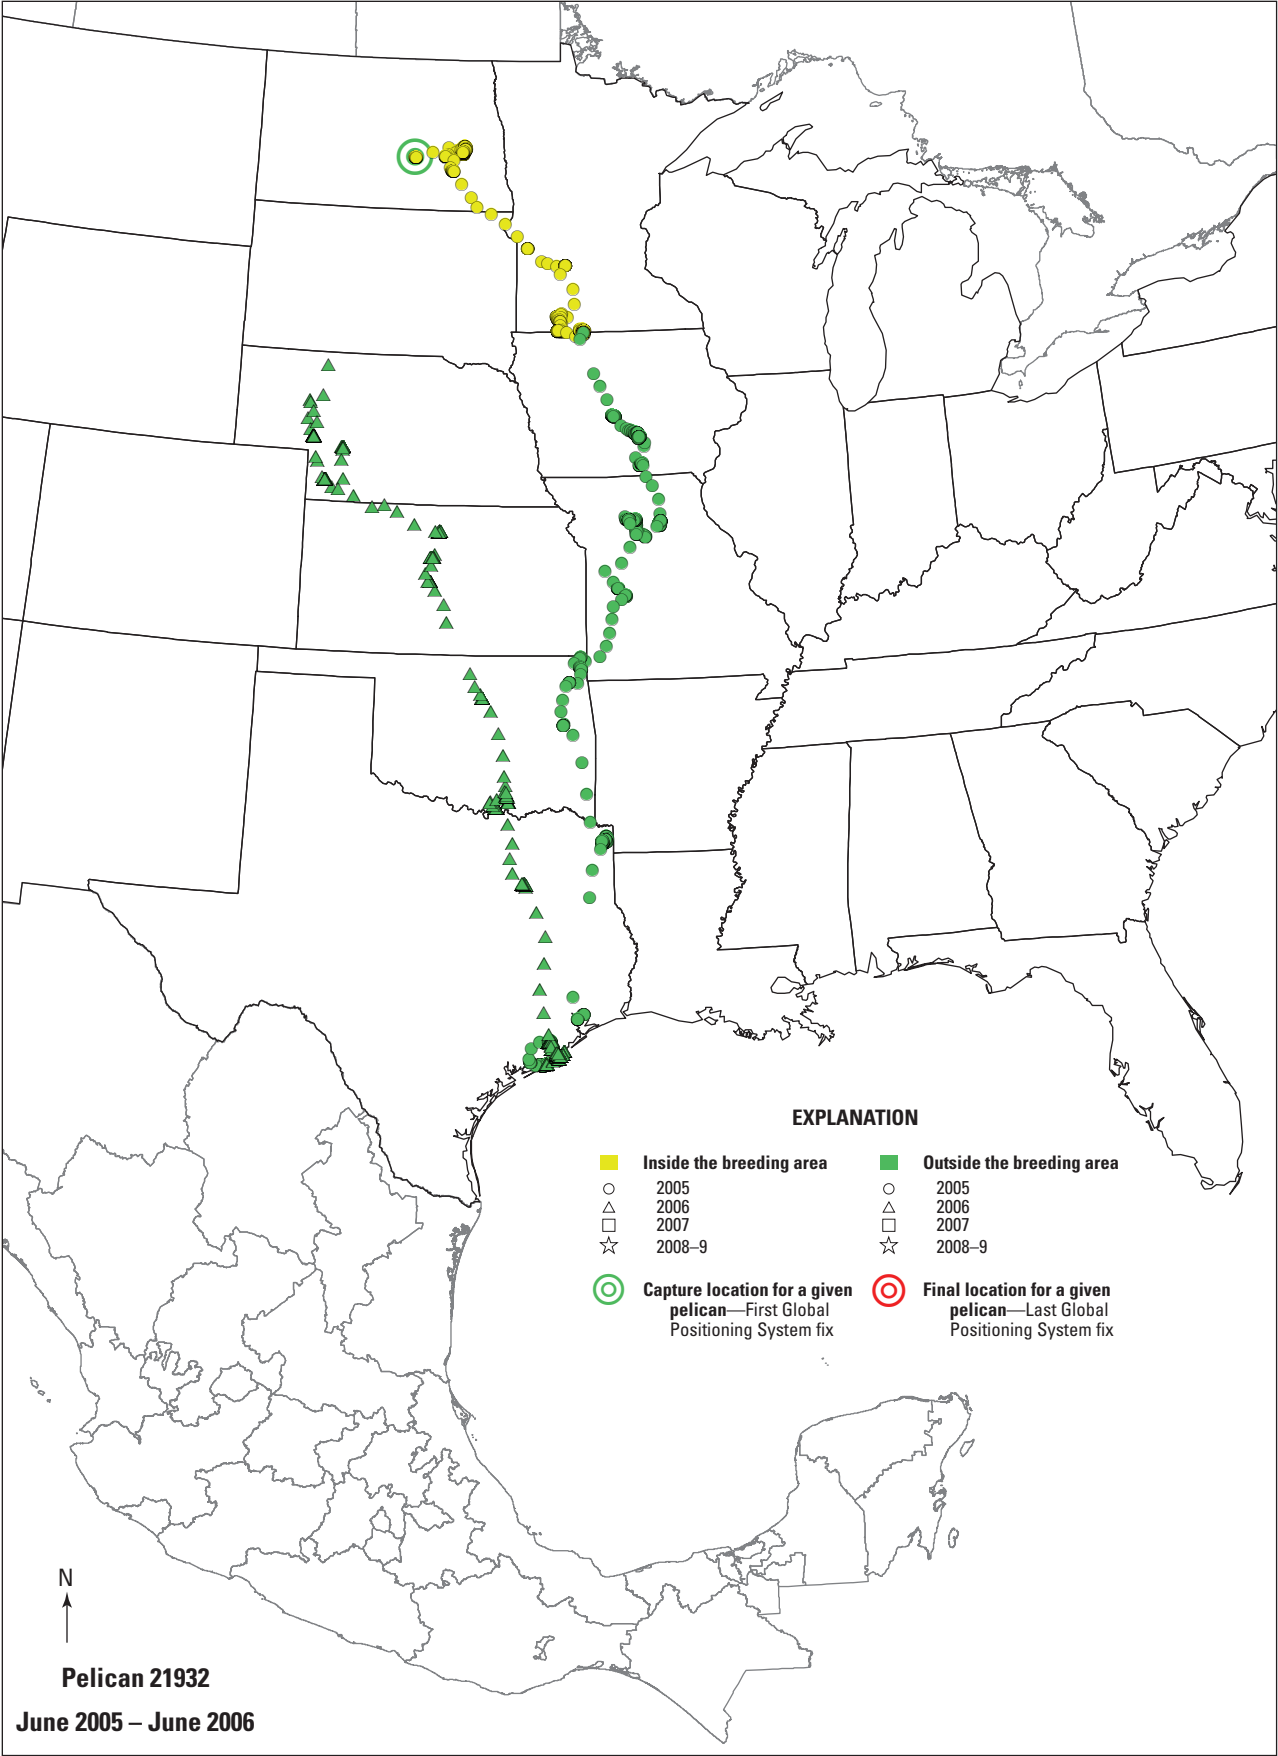 EXPLANATION
Inside the breeding area
2005
2006
2007
2008–9
Capture location for a given
pelican—First Global
Positioning System fix
Outside the breeding area
2005
2006
2007
2008–9
Final location for a given
pelican—Last Global
Positioning System fix
N
Pelican 21932
June 2005 – June 2006